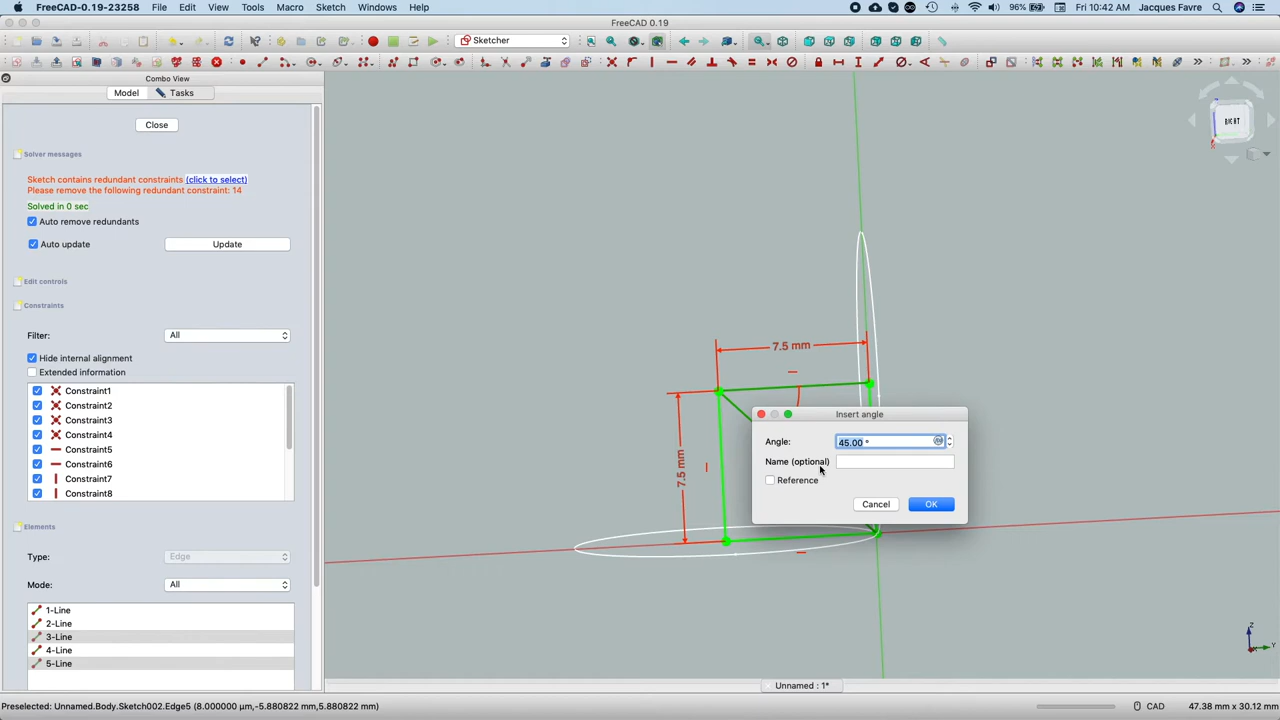 FreeCAD-0.19-23258 File Edit View Tools Macro Sketch Windows Help 96% Fri 10:42 AM Jacques Favre
FreeCAD 0.19
Sketcher
Combo View
Model Tasks
Close
Solver messages
Sketch contains redundant constraints (click to select)
Please remove the following redundant constraint: 14
Solved in 0 sec
Auto remove redundants
Auto update Update
Edit controls
Constraints
Filter: All
Hide internal alignment
Extended information
Constraint1
Constraint2
Constraint3
Constraint4
Constraint5
Constraint6
Constraint7
Constraint8
Elements
Type: Edge
Mode: All
1-Line
2-Line
3-Line
4-Line
5-Line
RIGHT
7.5 mm
7.5 mm
Insert angle
Angle: 45.00 °
Name (optional)
Reference
Cancel OK
Z
Y
Unnamed : 1*
Preselected: Unnamed.Body.Sketch002.Edge5 (8.000000 µm,-5.880822 mm,5.880822 mm) CAD 47.38 mm x 30.12 mm